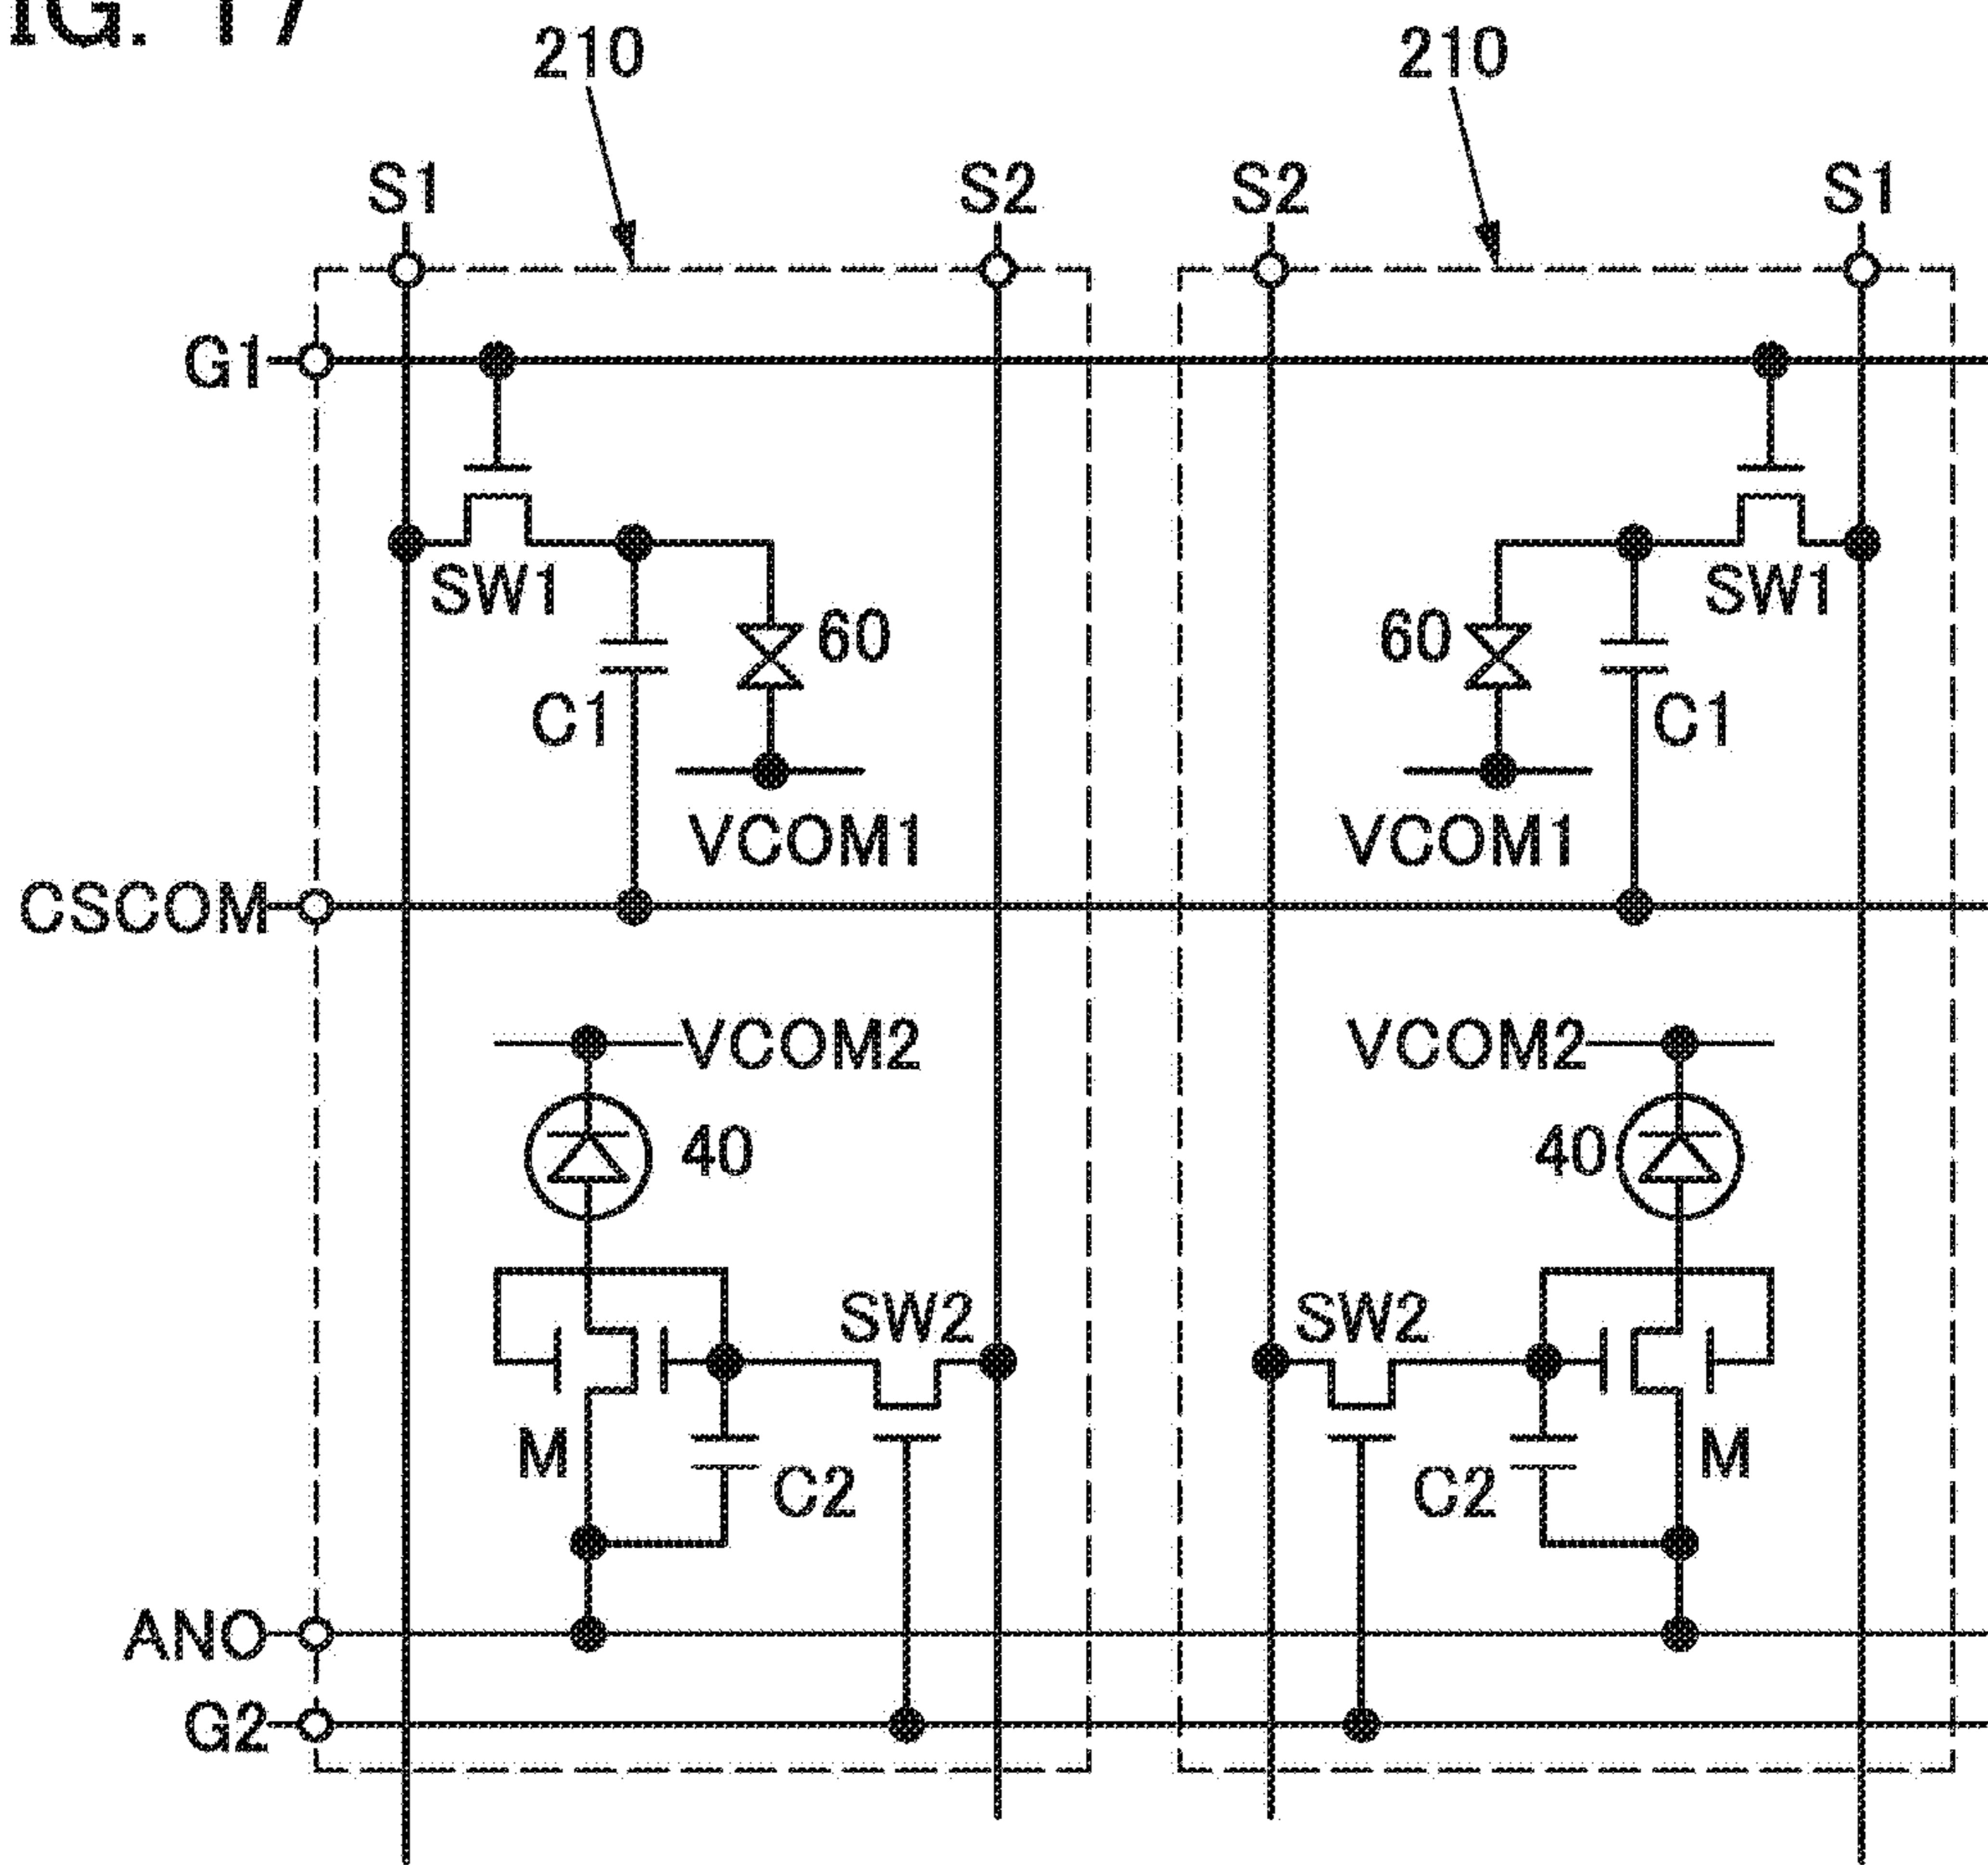 IG. 17
210 210
S1 S2 S2 S1
G1
SW1 SW1
60 60
C1 C1
VCOM1 VCOM1
CSCOM
VCOM2 VCOM2
40 40
SW2 SW2
M M
C2 C2
ANO
G2